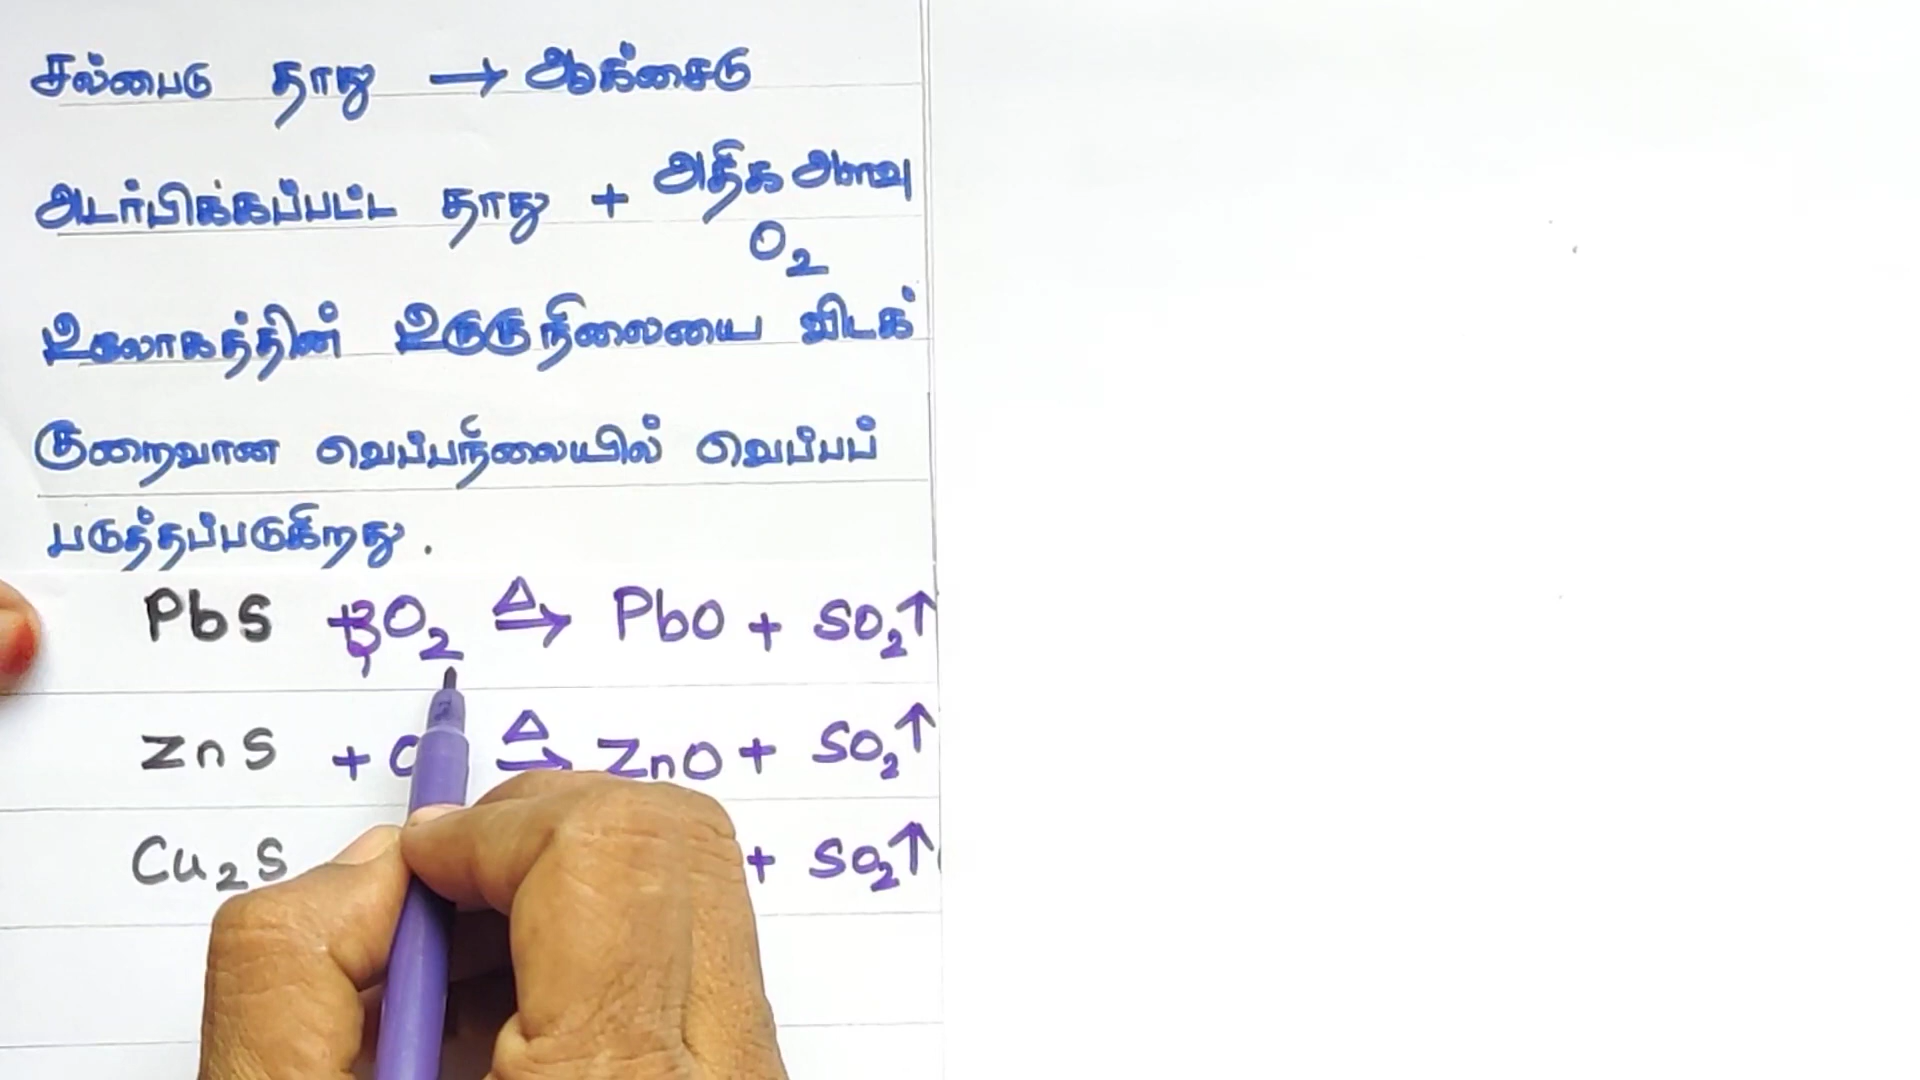 சல்பைடு தாது → ஆக்சைடு
அடர்பிக்கப்பட்ட தாது + அதிக அளவு
O₂
உலோகத்தின் உருகுநிலையை விடக்
குறைவான வெப்பநிலையில் வெப்பப்
படுத்தப்படுகிறது.
PbS + 3O₂ △→ PbO + SO₂↑
ZnS + △→ ZnO + SO₂↑
Cu₂S + SO₂↑